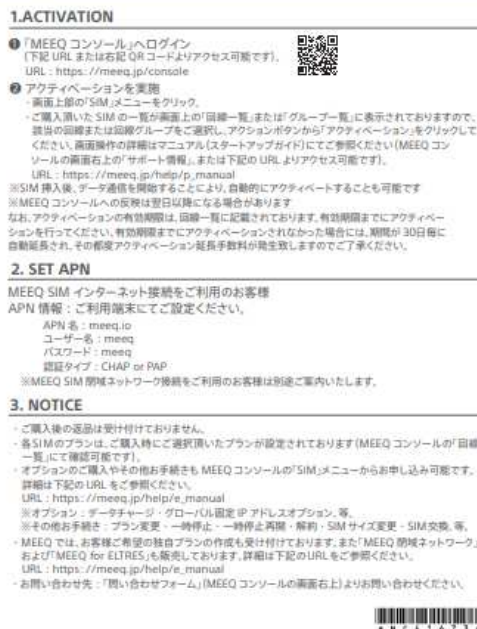 1.ACTIVATION
❶「MEEQ コンソール」へログイン
(下記 URL または右記 QR コードよりアクセス可能です)。
URL : https://meeq.jp/console
❷ アクティベーションを実施
・画面上部の「SIM」メニューをクリック。
・ご購入頂いた SIM の一覧が画面上の「回線一覧」または「グループ一覧」に表示されておりますので、
該当の回線または回線グループをご選択し、アクションボタンから「アクティベーション」をクリックして
ください。画面操作の詳細はマニュアル(スタートアップガイド)にてご参照ください(MEEQ コン
ソールの画面右上の「サポート情報」、または下記の URL よりアクセス可能です)。
URL : https://meeq.jp/help/p_manual
※SIM 挿入後、データ通信を開始することにより、自動的にアクティベートすることも可能です
※MEEQ コンソールへの反映は翌日以降になる場合があります
なお、アクティベーションの有効期限は、回線一覧に記載されております。有効期限までにアクティベー
ションを行ってください。有効期限までにアクティベーションされなかった場合には、期間が 30日毎に
自動延長され、その都度アクティベーション延長手数料が発生致しますのでご了承ください。
2. SET APN
MEEQ SIM インターネット接続をご利用のお客様
APN 情報：ご利用端末にてご設定ください。
APN 名：meeq.io
ユーザー名：meeq
パスワード：meeq
認証タイプ：CHAP or PAP
※MEEQ SIM 閉域ネットワーク接続をご利用のお客様は別途ご案内いたします。
3. NOTICE
・ご購入後の返品は受け付けておりません。
・各SIMのプランは、ご購入時にご選択頂いたプランが設定されております(MEEQ コンソールの「回線
一覧」にて確認可能です)。
・オプションのご購入やその他お手続きも MEEQ コンソールの「SIM」メニューからお申し込み可能です。
詳細は下記の URL をご参照ください。
URL : https://meeq.jp/help/e_manual
※オプション：データチャージ・グローバル固定 IP アドレスオプション、等。
※その他お手続き：プラン変更・一時停止・一時停止再開・解約・SIM サイズ変更・SIM 交換、等。
・MEEQ では、お客様ご希望の独自プランの作成も受け付けております。また「MEEQ 閉域ネットワーク」
および「MEEQ for ELTRES」も販売しております。詳細は下記のURLをご参照ください。
URL : https://meeq.jp/help/e_manual
・お問い合わせ先：「問い合わせフォーム」(MEEQ コンソールの画面右上)よりお問い合わせください。